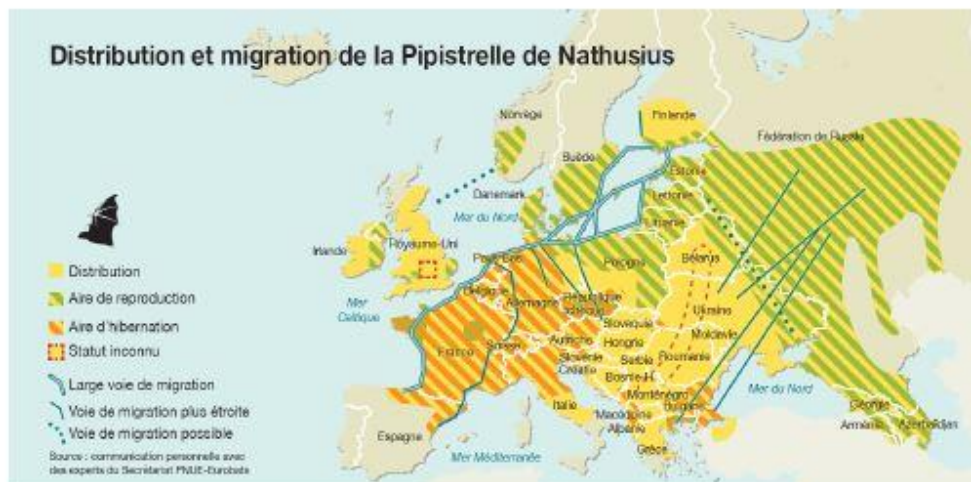 Distribution et migration de la Pipistrelle de Nathusius
Norvège
Finlande
Fédération de Russie
Suède
Estonie
Danemark
Lettonie
Mer du Nord
Lituanie
Irlande
Royaume-Uni
Pays-Bas
Pologne
Bélarus
Distribution
Mer
Celtique
Belgique
Allemagne
République
tchèque
Aire de reproduction
Ukraine
Slovaquie
Aire d'hibernation
Moldavie
Autriche
Hongrie
France
Suisse
Statut inconnu
Slovénie
Croatie
Serbie
Roumanie
Bosnie-H
Large voie de migration
Mer du Nord
Monténégro
Bulgarie
Voie de migration plus étroite
Italie
Géorgie
Macédoine
Voie de migration possible
Espagne
Albanie
Arménie
Azerbaïdjan
Grèce
Source : communication personnelle avec
des experts du Secrétariat PNUE-Eurobats
Mer Méditerranée